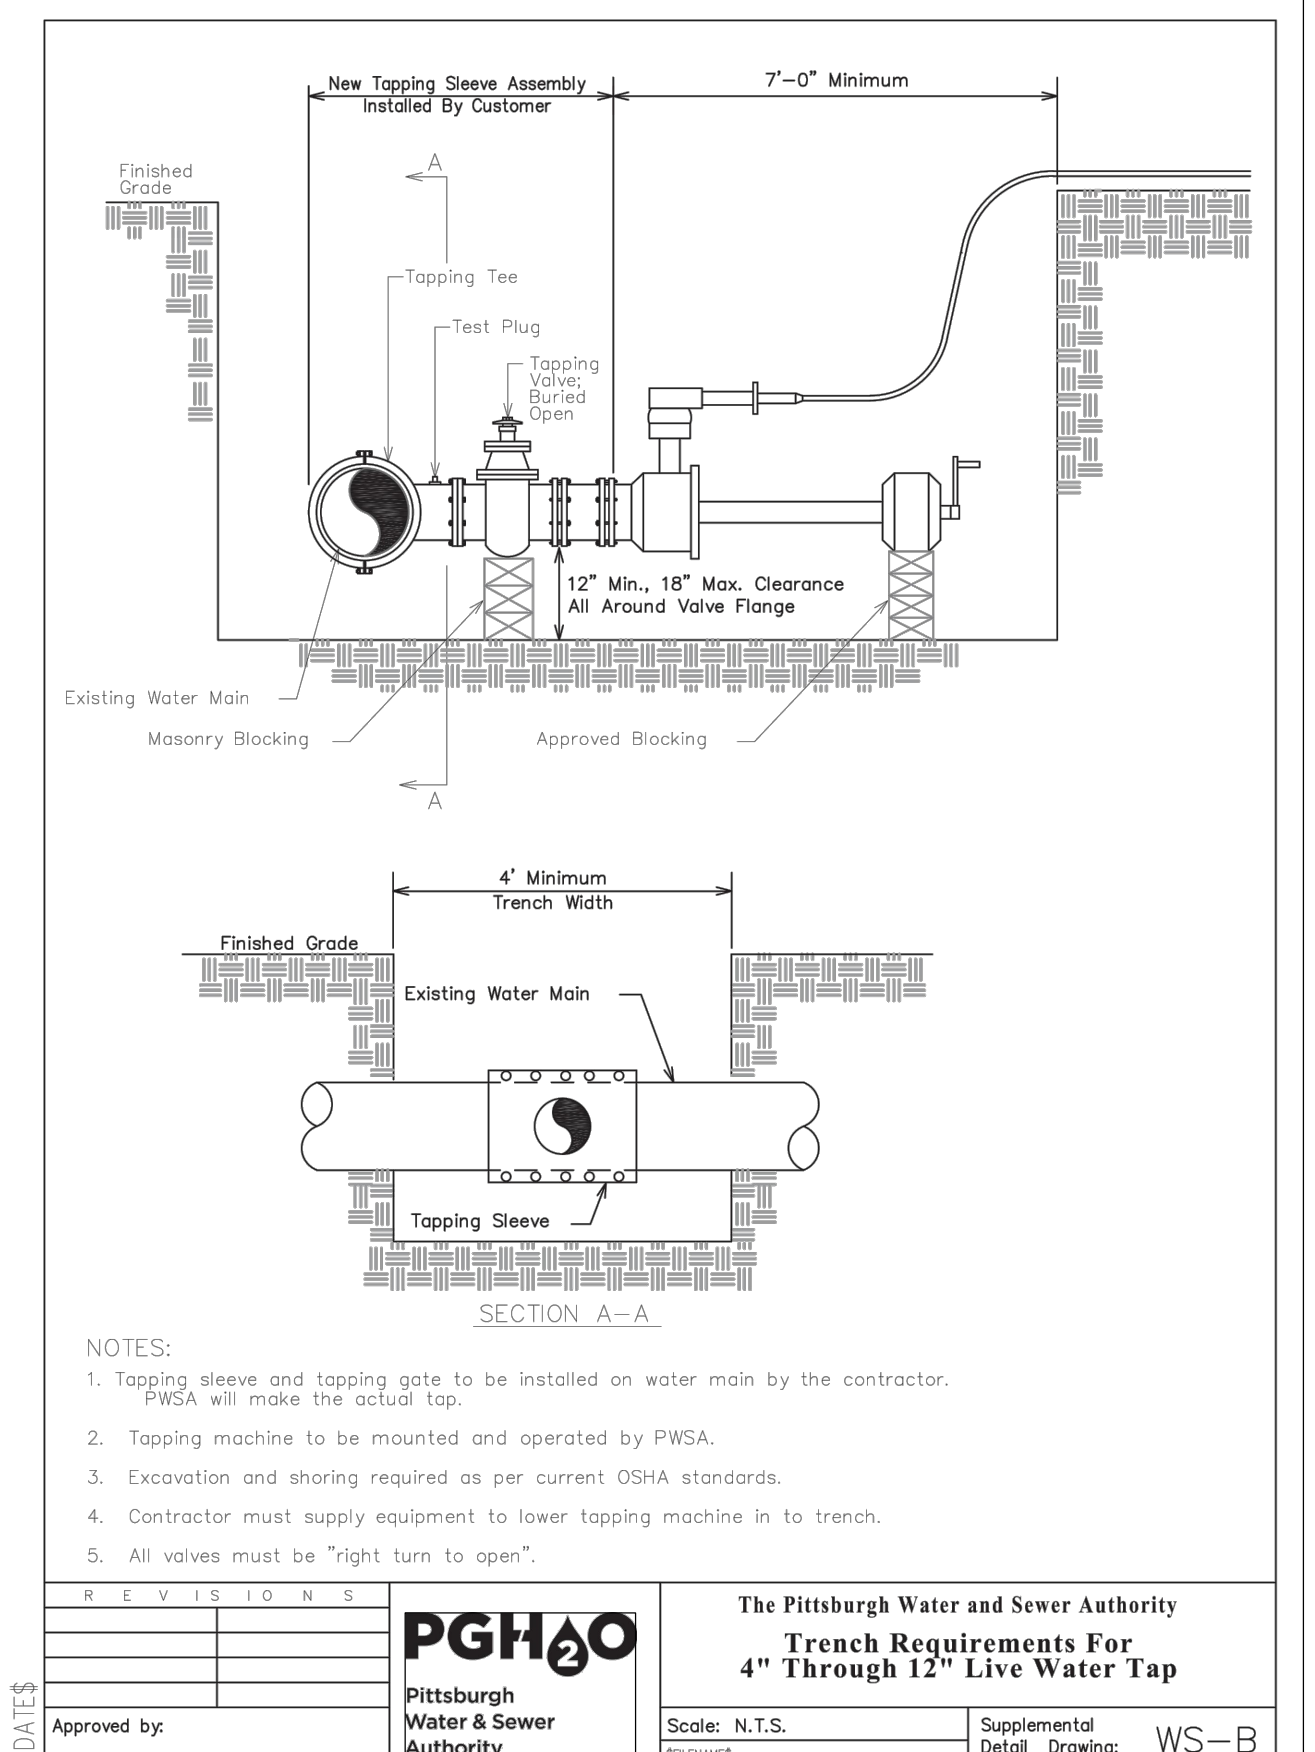 New Tapping Sleeve Assembly
Installed By Customer
7'-0" Minimum
A
Finished
Grade
Tapping Tee
Test Plug
Tapping
Valve;
Buried
Open
12" Min., 18" Max. Clearance
All Around Valve Flange
Existing Water Main
Masonry Blocking
Approved Blocking
A
4' Minimum
Trench Width
Finished Grade
Existing Water Main
Tapping Sleeve
SECTION A-A
NOTES:
1. Tapping sleeve and tapping gate to be installed on water main by the contractor.
PWSA will make the actual tap.
2. Tapping machine to be mounted and operated by PWSA.
3. Excavation and shoring required as per current OSHA standards.
4. Contractor must supply equipment to lower tapping machine in to trench.
5. All valves must be "right turn to open".
REVISIONS
Approved by:
DATE$
PGH2O
Pittsburgh
Water & Sewer
Authority
The Pittsburgh Water and Sewer Authority
Trench Requirements For
4" Through 12" Live Water Tap
Scale: N.T.S.
$FILENAME$
Supplemental
Detail Drawing:
WS-B